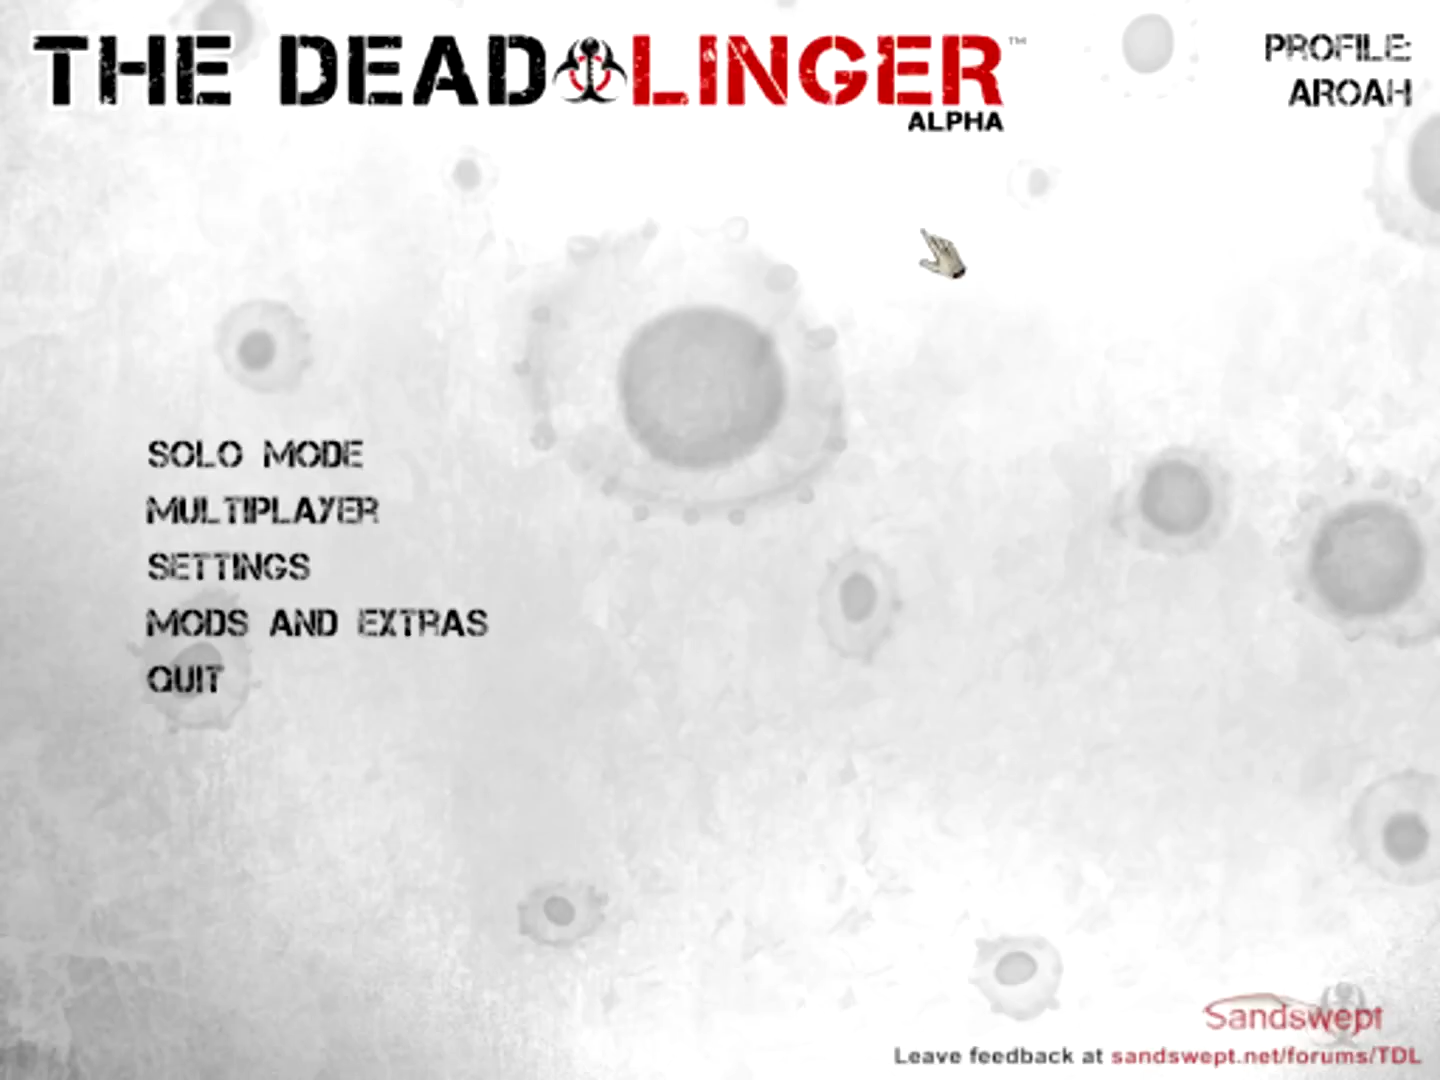 THE DEAD LINGER™
ALPHA
PROFILE:
AROAH
SOLO MODE
MULTIPLAYER
SETTINGS
MODS AND EXTRAS
QUIT
Sandswept
Leave feedback at sandswept.net/forums/TDL